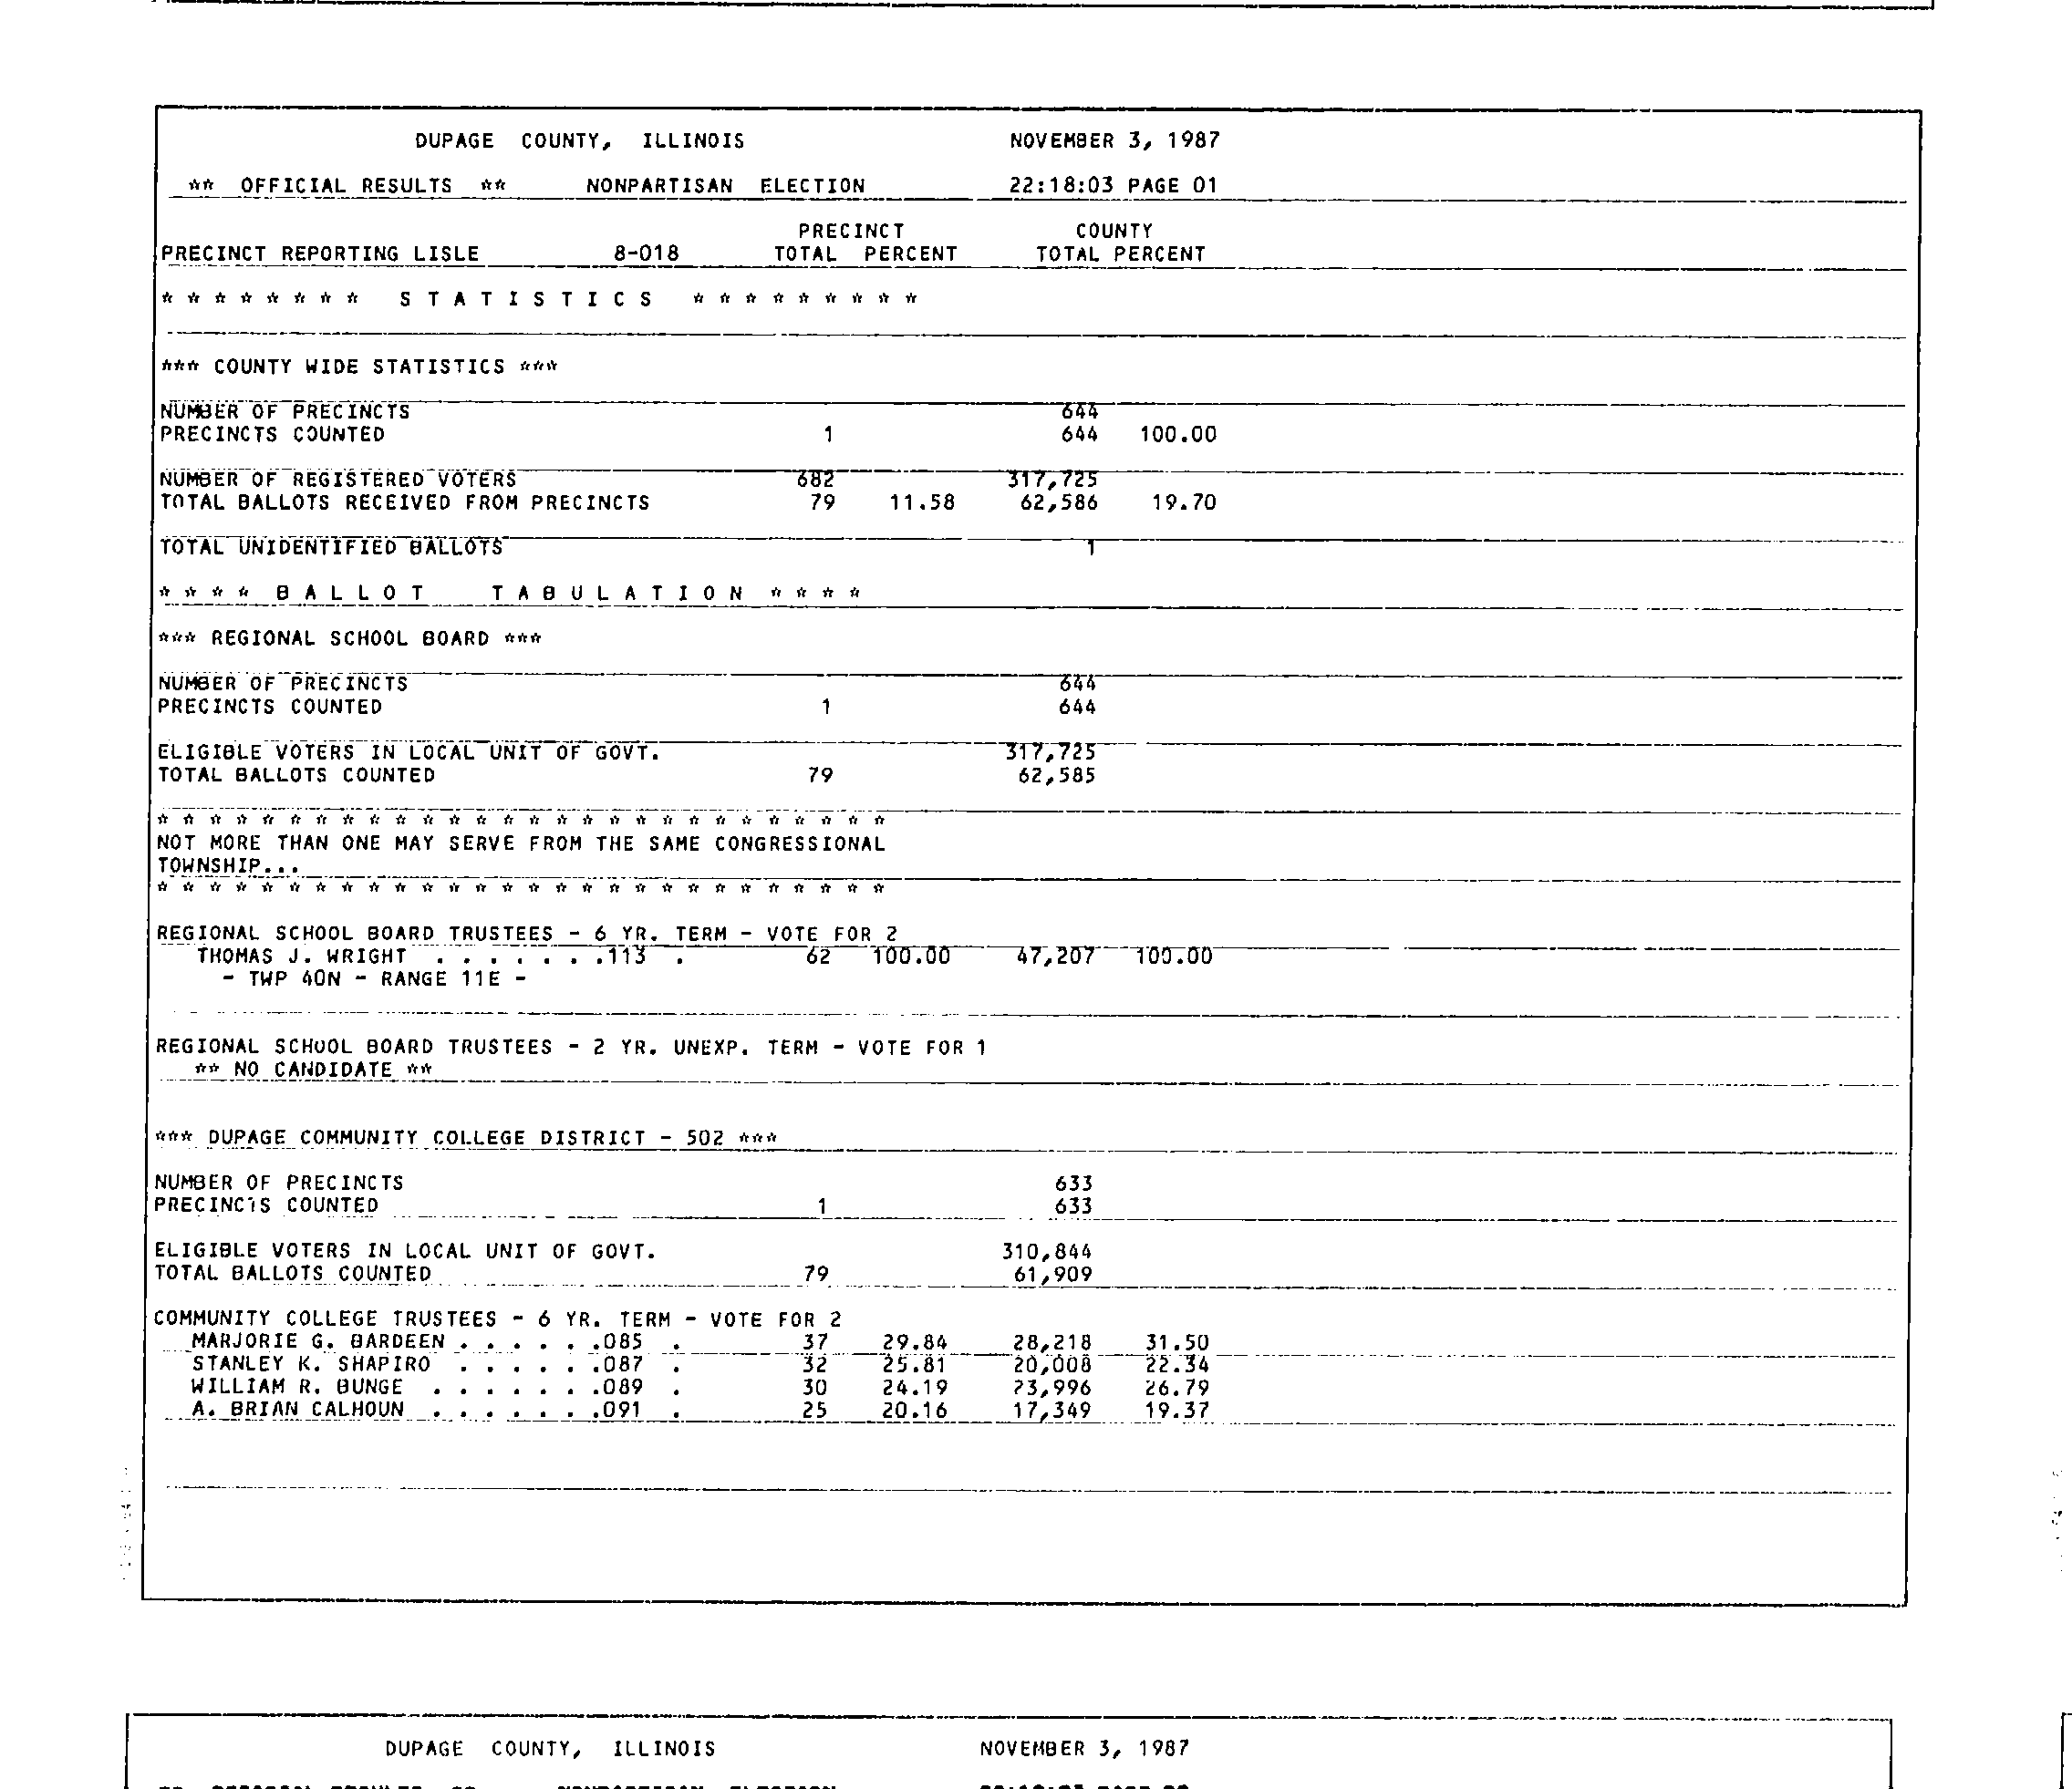 DUPAGE COUNTY, ILLINOIS NOVEMBER 3, 1987
** OFFICIAL RESULTS ** NONPARTISAN ELECTION 22:18:03 PAGE 01
PRECINCT COUNTY
PRECINCT REPORTING LISLE 8-018 TOTAL PERCENT TOTAL PERCENT
* * * * * * * * S T A T I S T I C S * * * * * * * * *
*** COUNTY WIDE STATISTICS ***
NUMBER OF PRECINCTS 644
PRECINCTS COUNTED 1 644 100.00
NUMBER OF REGISTERED VOTERS 682 317,725
TOTAL BALLOTS RECEIVED FROM PRECINCTS 79 11.58 62,586 19.70
TOTAL UNIDENTIFIED BALLOTS 1
* * * * B A L L O T T A B U L A T I O N * * * *
*** REGIONAL SCHOOL BOARD ***
NUMBER OF PRECINCTS 644
PRECINCTS COUNTED 1 644
ELIGIBLE VOTERS IN LOCAL UNIT OF GOVT. 317,725
TOTAL BALLOTS COUNTED 79 62,585
* * * * * * * * * * * * * * * * * * * * * * * * * * * *
NOT MORE THAN ONE MAY SERVE FROM THE SAME CONGRESSIONAL
TOWNSHIP...
* * * * * * * * * * * * * * * * * * * * * * * * * * * *
REGIONAL SCHOOL BOARD TRUSTEES - 6 YR. TERM - VOTE FOR 2
THOMAS J. WRIGHT . . . . . . .113 . 62 100.00 47,207 100.00
- TWP 40N - RANGE 11E -
REGIONAL SCHOOL BOARD TRUSTEES - 2 YR. UNEXP. TERM - VOTE FOR 1
** NO CANDIDATE **
*** DUPAGE COMMUNITY COLLEGE DISTRICT - 502 ***
NUMBER OF PRECINCTS 633
PRECINCTS COUNTED 1 633
ELIGIBLE VOTERS IN LOCAL UNIT OF GOVT. 310,844
TOTAL BALLOTS COUNTED 79 61,909
COMMUNITY COLLEGE TRUSTEES - 6 YR. TERM - VOTE FOR 2
MARJORIE G. BARDEEN . . . . . .085 . 37 29.84 28,218 31.50
STANLEY K. SHAPIRO . . . . . .087 . 32 25.81 20,008 22.34
WILLIAM R. BUNGE . . . . . . .089 . 30 24.19 23,996 26.79
A. BRIAN CALHOUN . . . . . . .091 . 25 20.16 17,349 19.37
DUPAGE COUNTY, ILLINOIS NOVEMBER 3, 1987